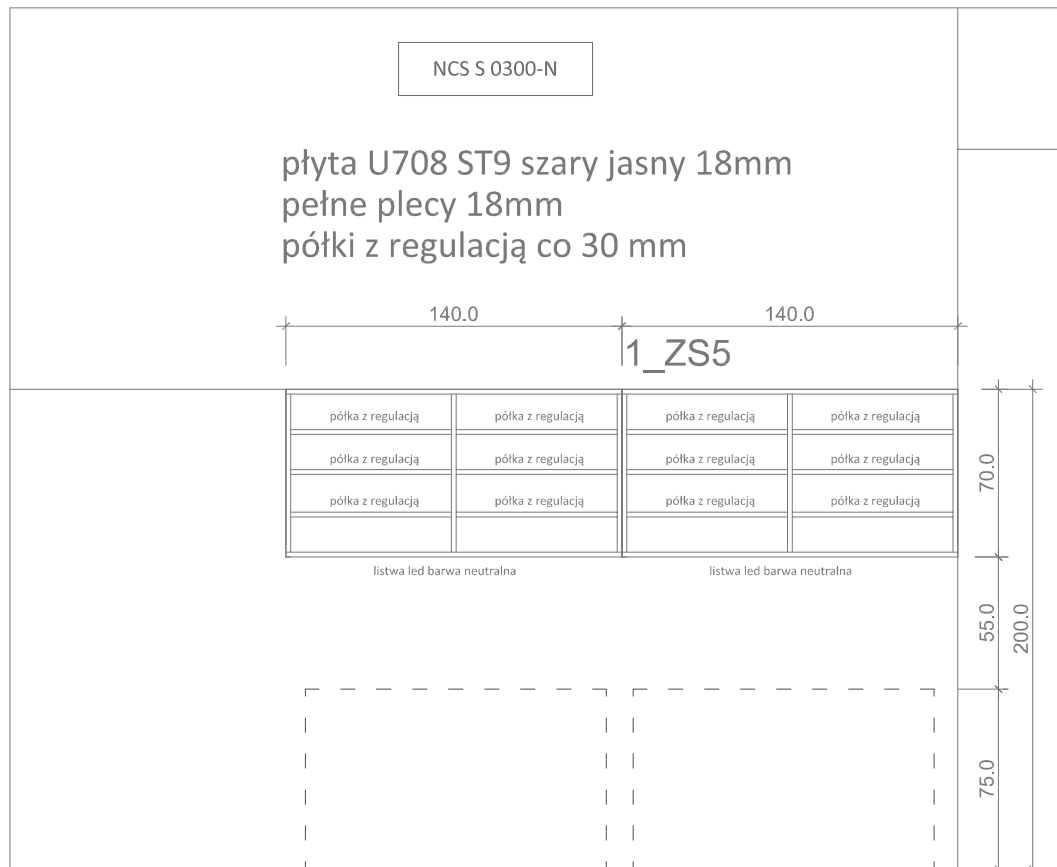 NCS S 0300-N
płyta U708 ST9 szary jasny 18mm
pełne plecy 18mm
półki z regulacją co 30 mm
140.0 140.0
1_ZS5
półka z regulacją półka z regulacją półka z regulacją półka z regulacją
półka z regulacją półka z regulacją półka z regulacją półka z regulacją
półka z regulacją półka z regulacją półka z regulacją półka z regulacją
listwa led barwa neutralna listwa led barwa neutralna
70.0
55.0
200.0
75.0